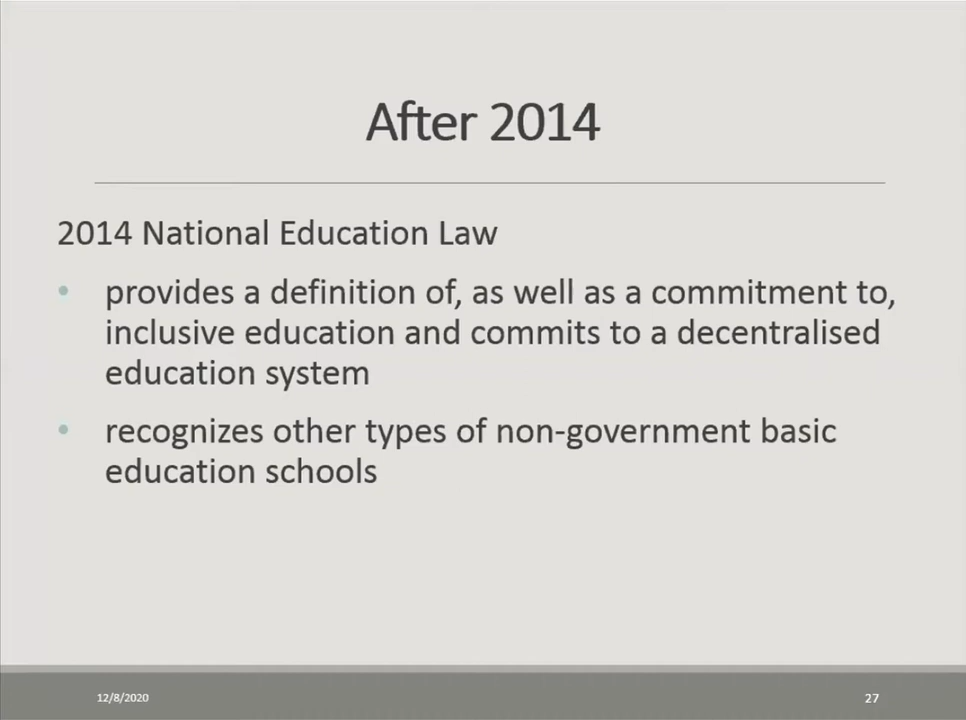 After 2014
2014 National Education Law
• provides a definition of, as well as a commitment to,
inclusive education and commits to a decentralised
education system
• recognizes other types of non-government basic
education schools
12/8/2020
27